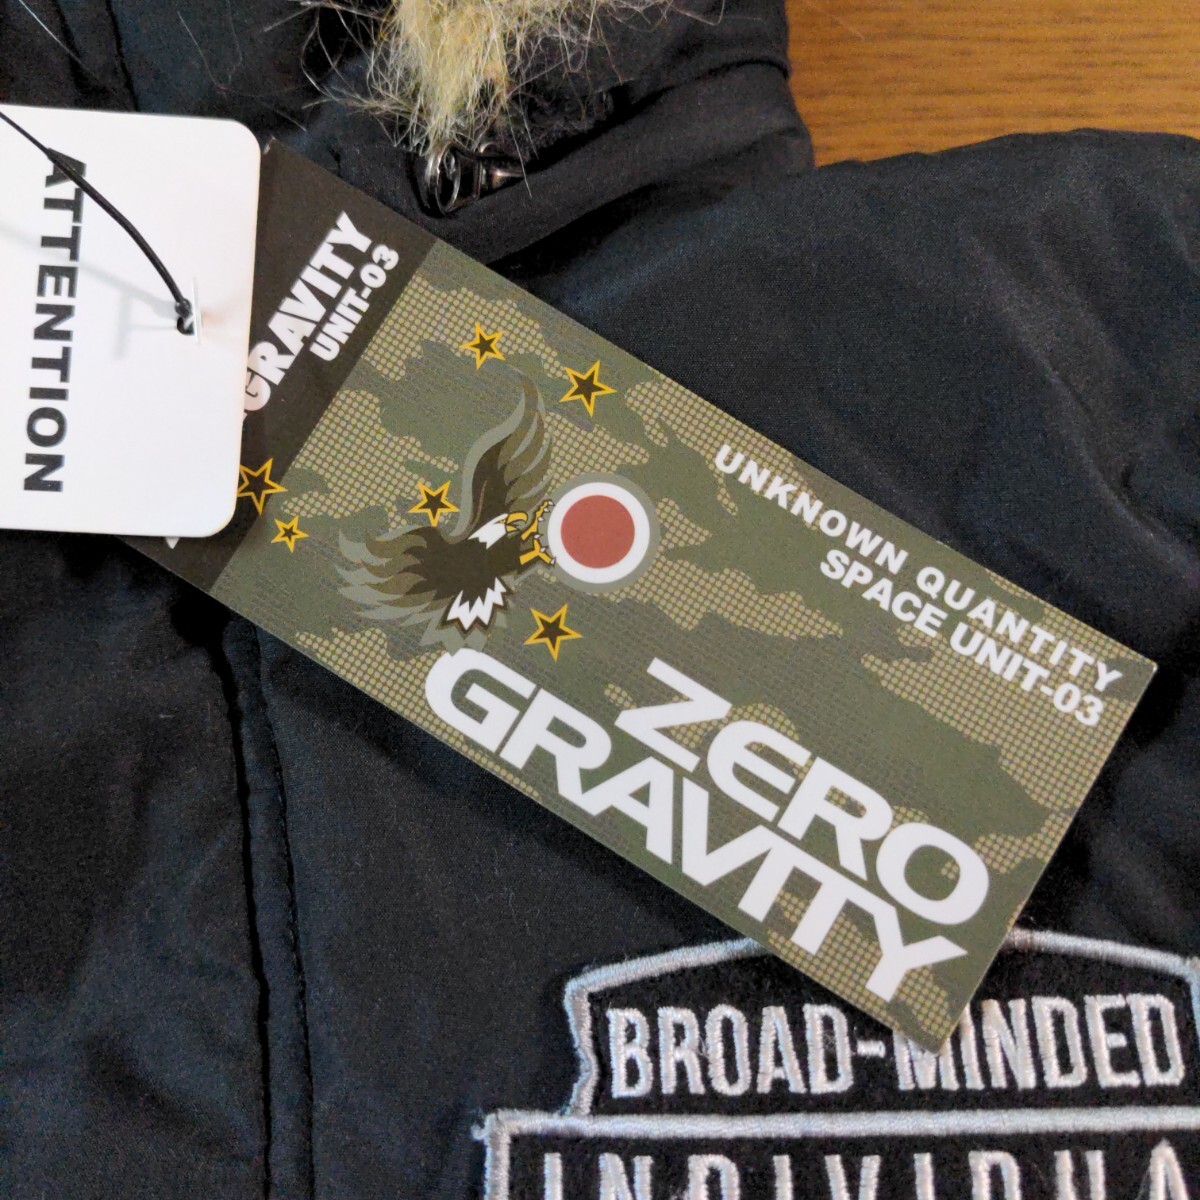 ATTENTION
GRAVITY
UNIT-03
UNKNOWN QUANTITY
SPACE UNIT-03
ZERO
GRAVITY
BROAD-MINDED